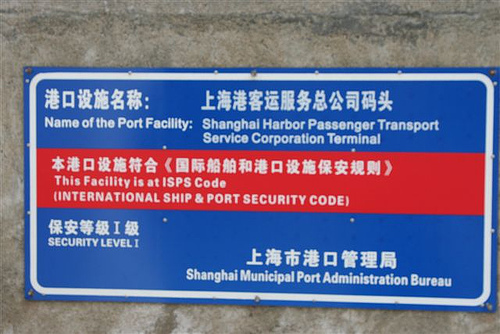 港口设施名称： 上海港客运服务总公司码头
Name of the Port Facility: Shanghai Harbor Passenger Transport
Service Corporation Terminal
本港口设施符合《国际船舶和港口设施保安规则》
This Facility is at ISPS Code
(INTERNATIONAL SHIP & PORT SECURITY CODE)
保安等级 I 级
SECURITY LEVEL I
上海市港口管理局
Shanghai Municipal Port Administration Bureau